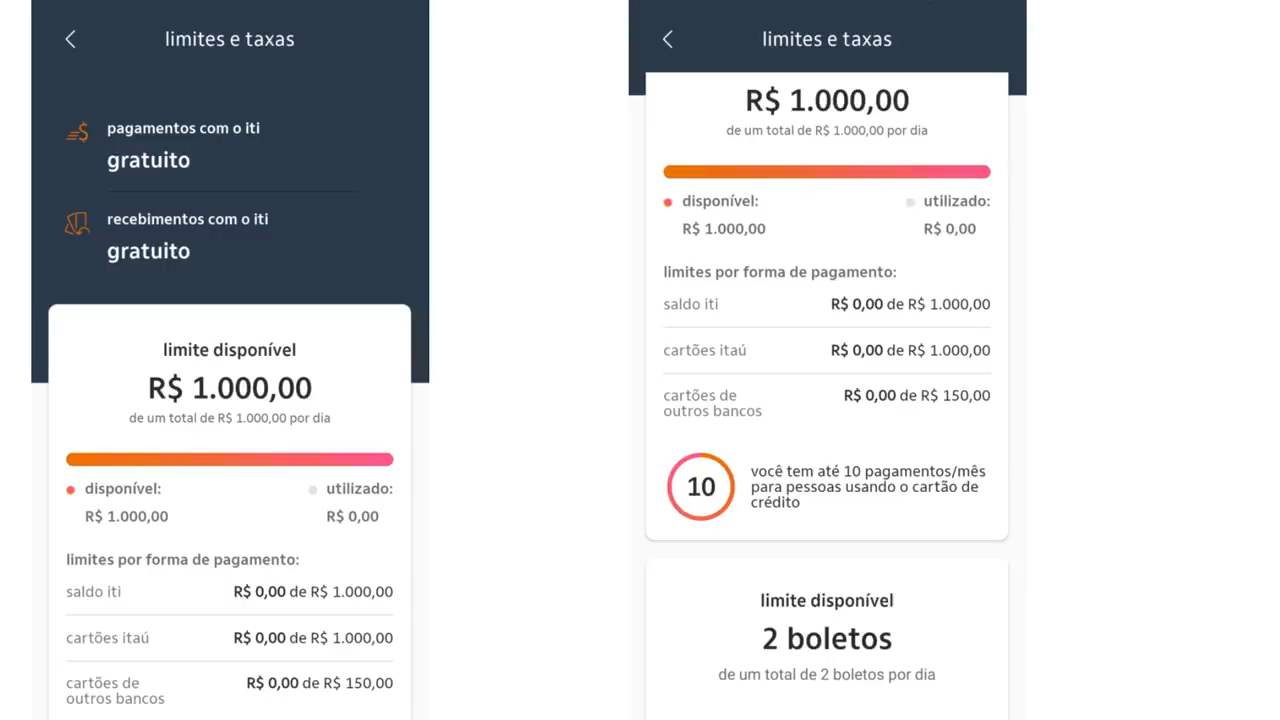 limites e taxas
pagamentos com o iti
gratuito
recebimentos com o iti
gratuito
limite disponível
R$ 1.000,00
de um total de R$ 1.000,00 por dia
disponível: utilizado:
R$ 1.000,00 R$ 0,00
limites por forma de pagamento:
saldo iti R$ 0,00 de R$ 1.000,00
cartões itaú R$ 0,00 de R$ 1.000,00
cartões de R$ 0,00 de R$ 150,00
outros bancos
limites e taxas
R$ 1.000,00
de um total de R$ 1.000,00 por dia
disponível: utilizado:
R$ 1.000,00 R$ 0,00
limites por forma de pagamento:
saldo iti R$ 0,00 de R$ 1.000,00
cartões itaú R$ 0,00 de R$ 1.000,00
cartões de R$ 0,00 de R$ 150,00
outros bancos
10
você tem até 10 pagamentos/mês
para pessoas usando o cartão de
crédito
limite disponível
2 boletos
de um total de 2 boletos por dia